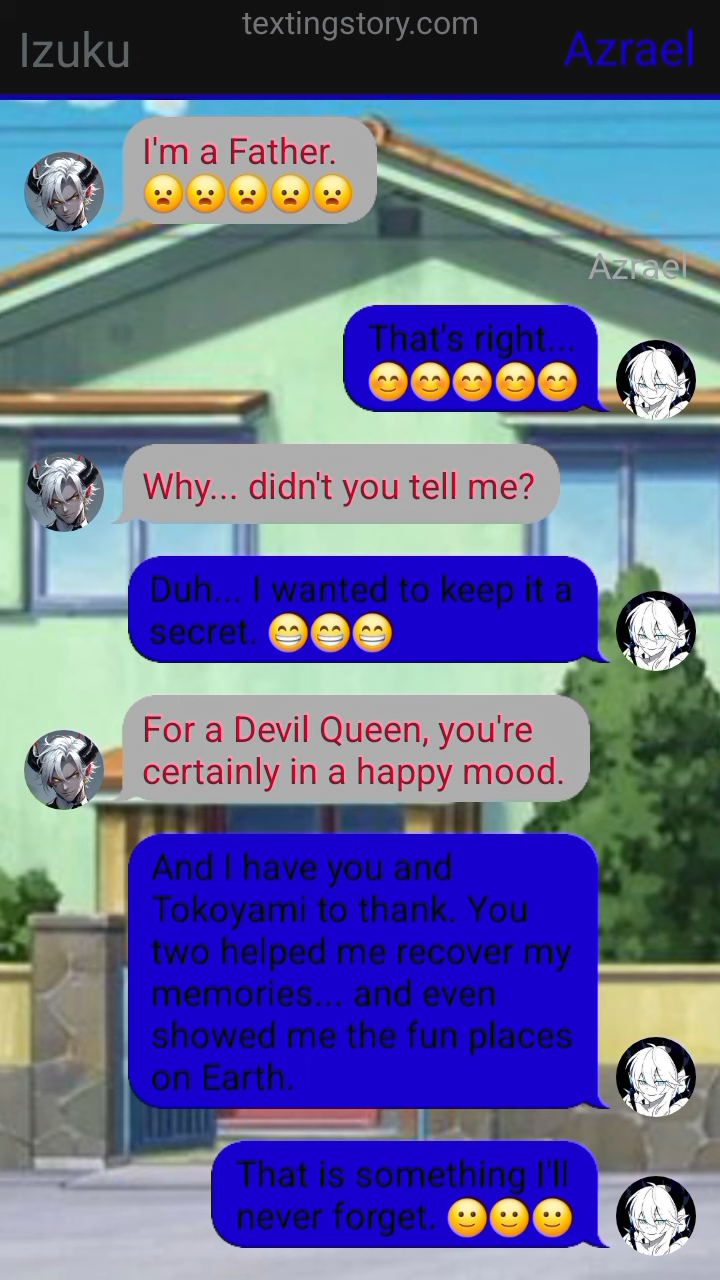 textingstory.com
Izuku
Azrael
I'm a Father.
😦😦😦😦😦
Azrael
That's right...
😊😊😊😊😊
Why... didn't you tell me?
Duh... I wanted to keep it a
secret. 😁😁😁
For a Devil Queen, you're
certainly in a happy mood.
And I have you and
Tokoyami to thank. You
two helped me recover my
memories... and even
showed me the fun places
on Earth.
That is something I'll
never forget. 🙂🙂🙂